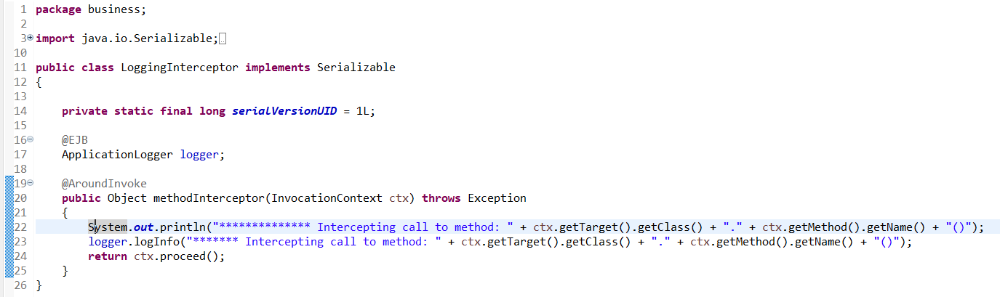 1 package business;
2
3 import java.io.Serializable;
10
11 public class LoggingInterceptor implements Serializable
12 {
13
14     private static final long serialVersionUID = 1L;
15
16     @EJB
17     ApplicationLogger logger;
18
19     @AroundInvoke
20     public Object methodInterceptor(InvocationContext ctx) throws Exception
21     {
22         System.out.println("************** Intercepting call to method: " + ctx.getTarget().getClass() + "." + ctx.getMethod().getName() + "()");
23         logger.logInfo("******* Intercepting call to method: " + ctx.getTarget().getClass() + "." + ctx.getMethod().getName() + "()");
24         return ctx.proceed();
25     }
26 }